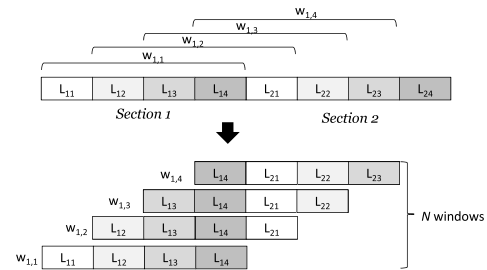 w1,4
w1,3
w1,2
w1,1
L11 L12 L13 L14 L21 L22 L23 L24
Section 1 Section 2
w1,4 L14 L21 L22 L23
w1,3 L13 L14 L21 L22
N windows
w1,2 L12 L13 L14 L21
w1,1 L11 L12 L13 L14